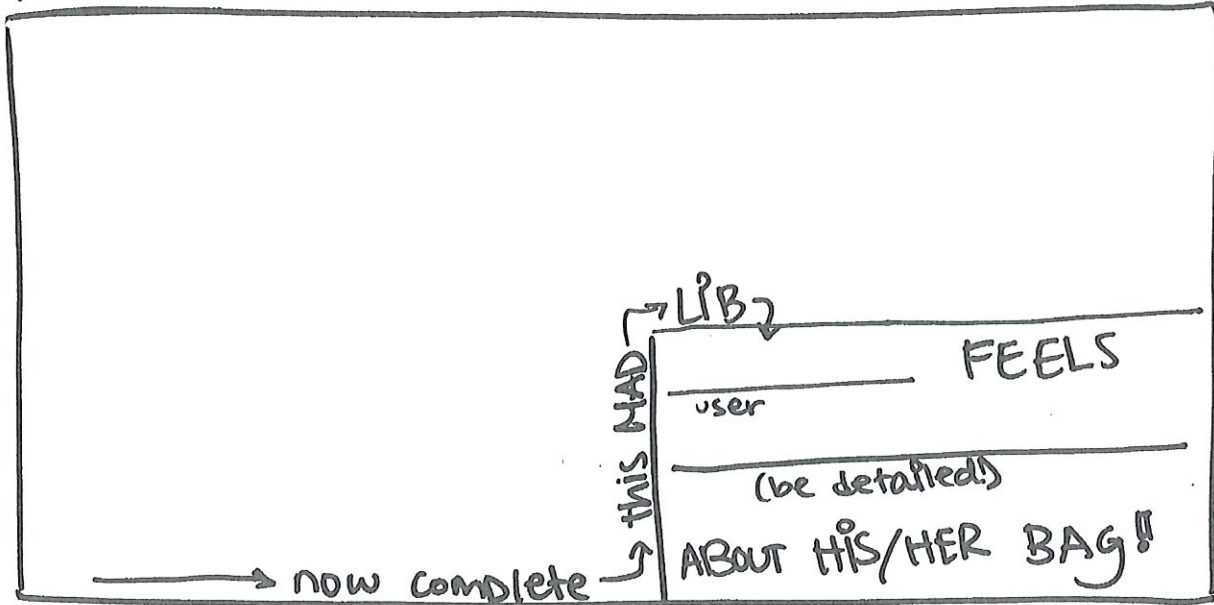 now complete
this MAD
LIB
FEELS
user
(be detailed!)
ABOUT HIS/HER BAG!!